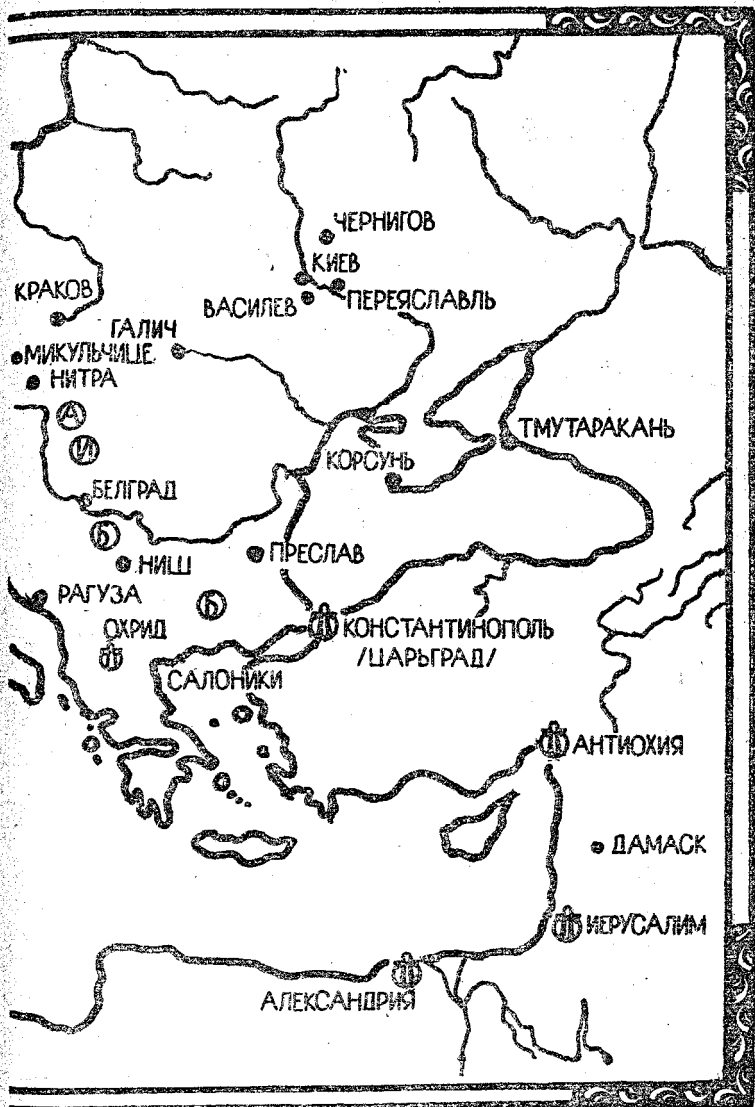 ЧЕРНИГОВ
КИЕВ
КРАКОВ
ВАСИЛЕВ
ПЕРЕЯСЛАВЛЬ
ГАЛИЧ
МИКУЛЬЧИЦЕ
НИТРА
А
ТМУТАРАКАНЬ
И
КОРСУНЬ
БЕЛГРАД
Б
НИШ
ПРЕСЛАВ
РАГУЗА
Б
ОХРИД
П
П
КОНСТАНТИНОПОЛЬ
/ЦАРЬГРАД/
САЛОНИКИ
П
АНТИОХИЯ
ДАМАСК
П
ИЕРУСАЛИМ
П
АЛЕКСАНДРИЯ